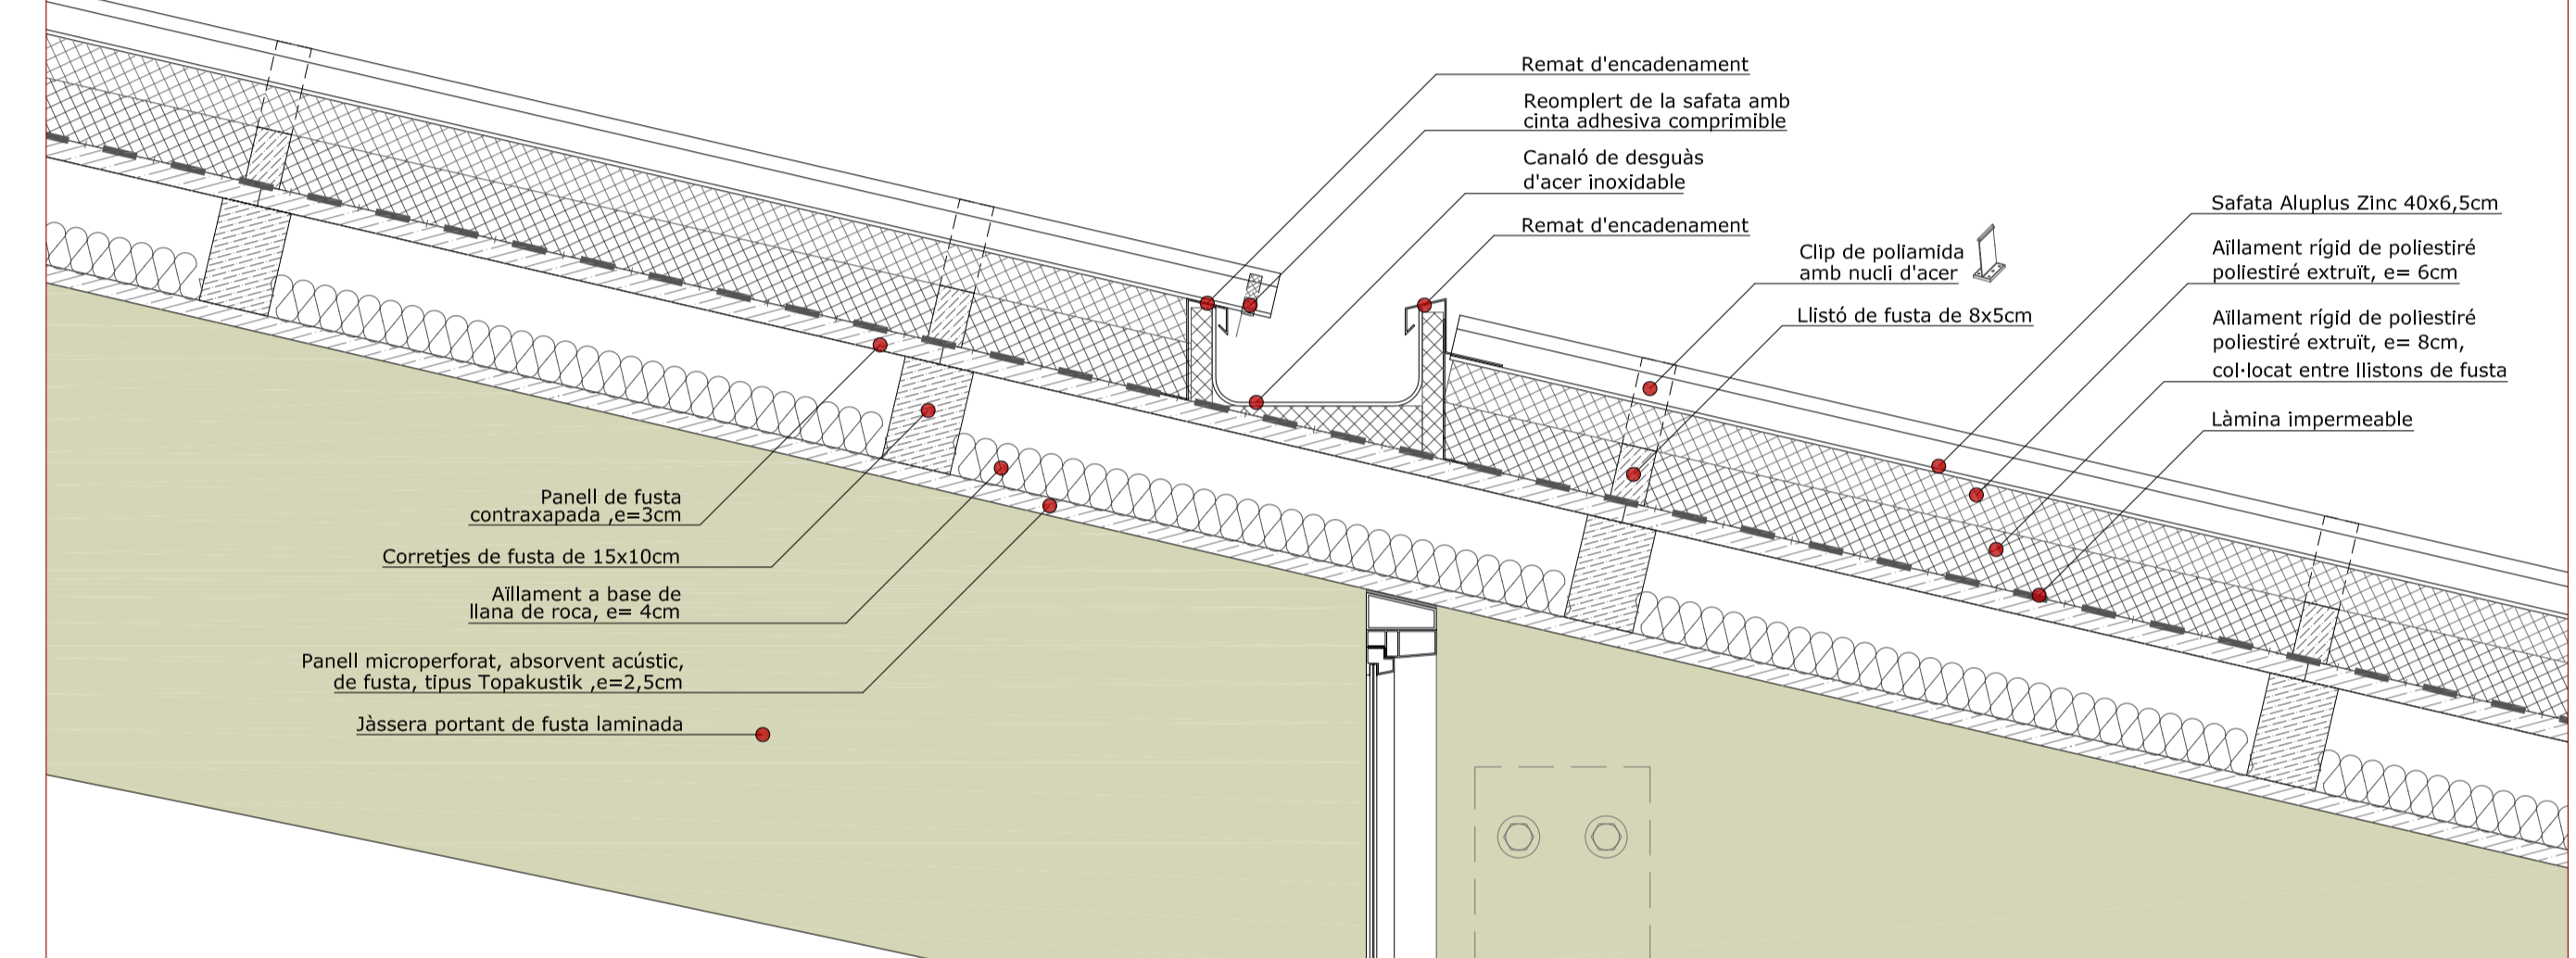 Remat d'encadenament
Reomplert de la safata amb
cinta adhesiva comprimible
Canaló de desguàs
d'acer inoxidable
Remat d'encadenament
Clip de poliamida
amb nucli d'acer
Llistó de fusta de 8x5cm
Safata Aluplus Zinc 40x6,5cm
Aïllament rígid de poliestiré
poliestiré extruït, e= 6cm
Aïllament rígid de poliestiré
poliestiré extruït, e= 8cm,
col·locat entre llistons de fusta
Làmina impermeable
Panell de fusta
contraxapada ,e=3cm
Corretjes de fusta de 15x10cm
Aïllament a base de
llana de roca, e= 4cm
Panell microperforat, absorvent acústic,
de fusta, tipus Topakustik ,e=2,5cm
Jàssera portant de fusta laminada